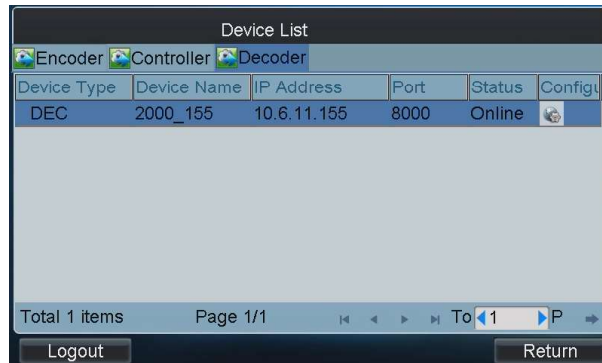 Device List
Encoder Controller Decoder
Device Type Device Name IP Address Port Status Configu
DEC 2000_155 10.6.11.155 8000 Online
Total 1 items Page 1/1 To 1 P
Logout Return